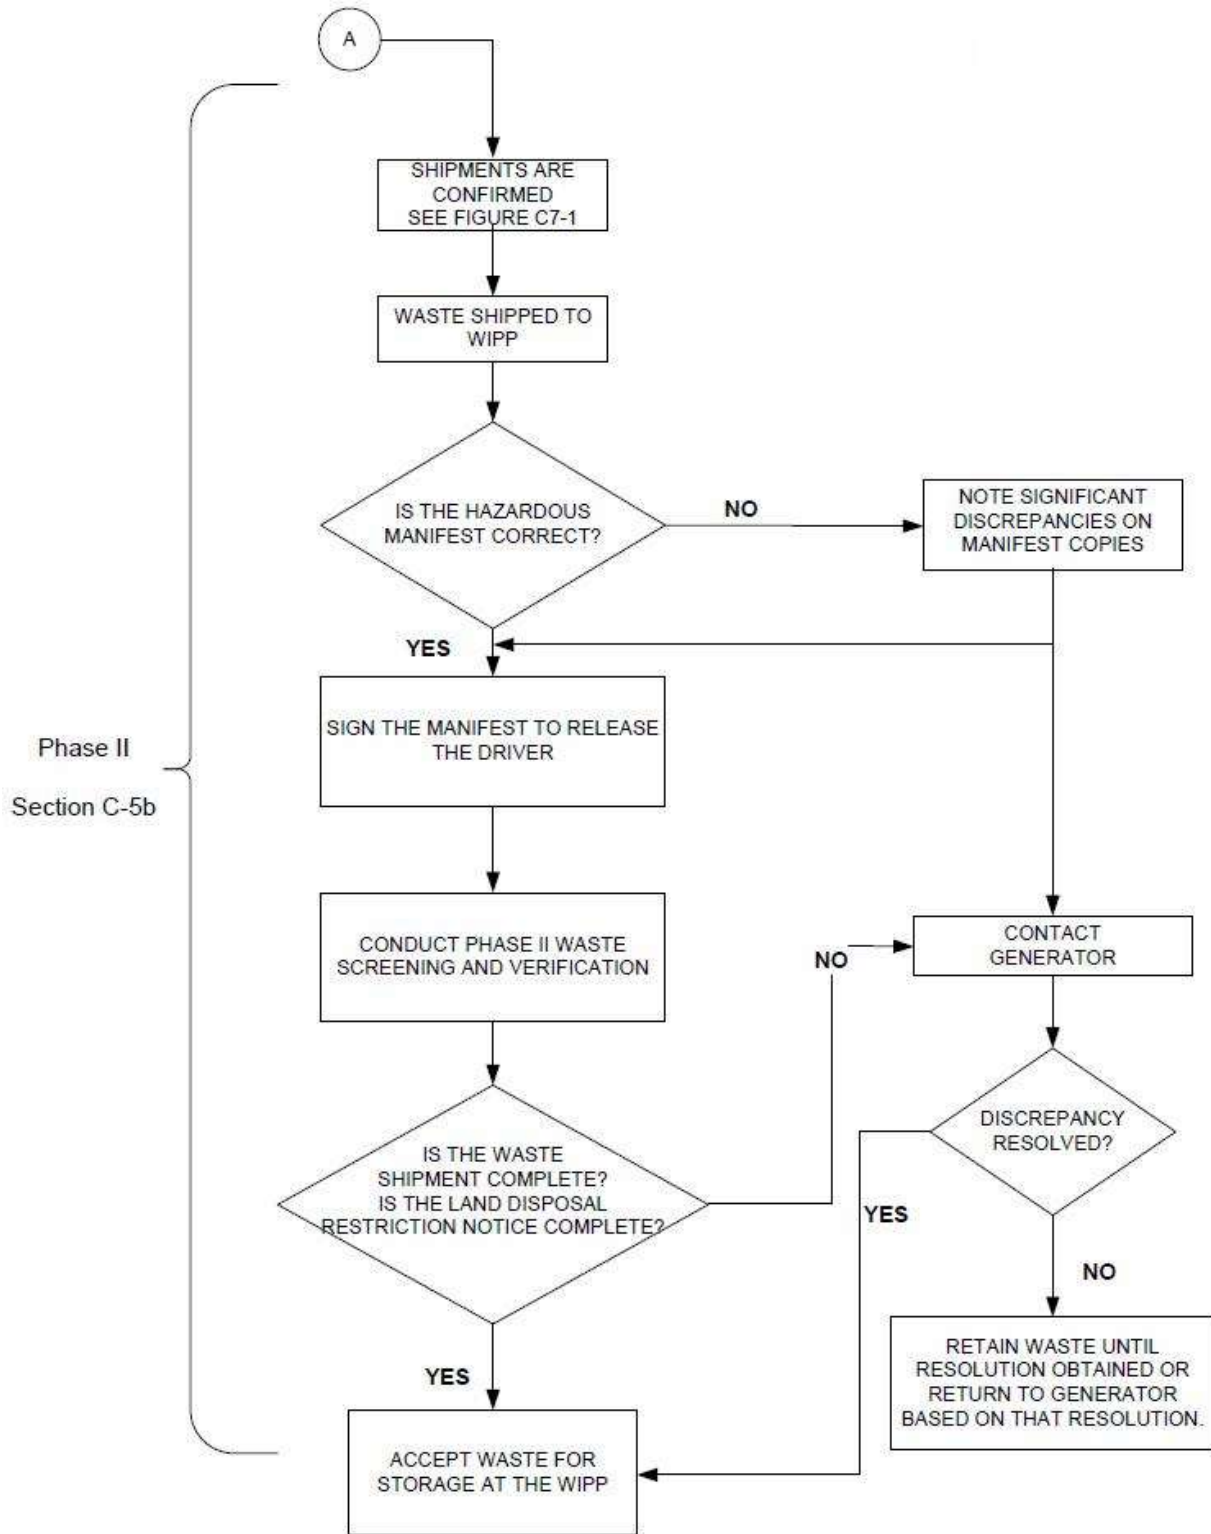 A
SHIPMENTS ARE
CONFIRMED
SEE FIGURE C7-1
WASTE SHIPPED TO
WIPP
IS THE HAZARDOUS
MANIFEST CORRECT?
NO
NOTE SIGNIFICANT
DISCREPANCIES ON
MANIFEST COPIES
YES
SIGN THE MANIFEST TO RELEASE
THE DRIVER
Phase II
Section C-5b
CONDUCT PHASE II WASTE
SCREENING AND VERIFICATION
NO
CONTACT
GENERATOR
IS THE WASTE
SHIPMENT COMPLETE?
IS THE LAND DISPOSAL
RESTRICTION NOTICE COMPLETE?
DISCREPANCY
RESOLVED?
YES
NO
RETAIN WASTE UNTIL
RESOLUTION OBTAINED OR
RETURN TO GENERATOR
BASED ON THAT RESOLUTION.
YES
ACCEPT WASTE FOR
STORAGE AT THE WIPP